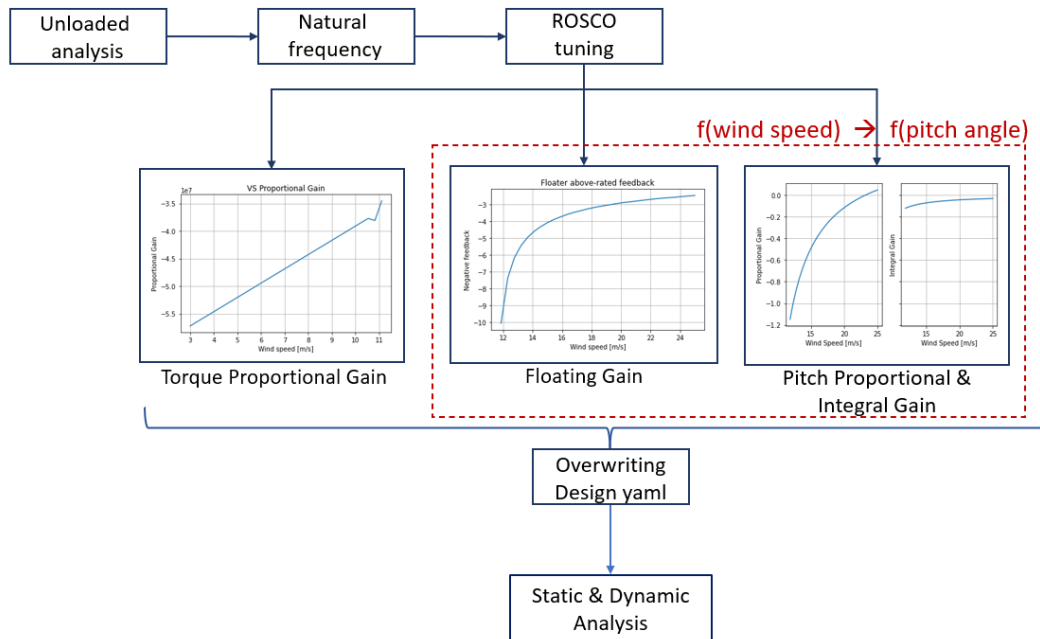 Unloaded
analysis
Natural
frequency
ROSCO
tuning
f(wind speed) → f(pitch angle)
VS Proportional Gain
1e7
Proportional Gain
−3.5
−4.0
−4.5
−5.0
−5.5
3 4 5 6 7 8 9 10 11
Wind speed [m/s]
Torque Proportional Gain
Floater above-rated feedback
Negative feedback
−3
−4
−5
−6
−7
−8
−9
−10
12 14 16 18 20 22 24
Wind Speed [m/s]
Floating Gain
Proportional Gain
0.0
−0.2
−0.4
−0.6
−0.8
−1.0
−1.2
15 20 25
Wind Speed [m/s]
Integral Gain
15 20 25
Wind Speed [m/s]
Pitch Proportional &
Integral Gain
Overwriting
Design yaml
Static & Dynamic
Analysis